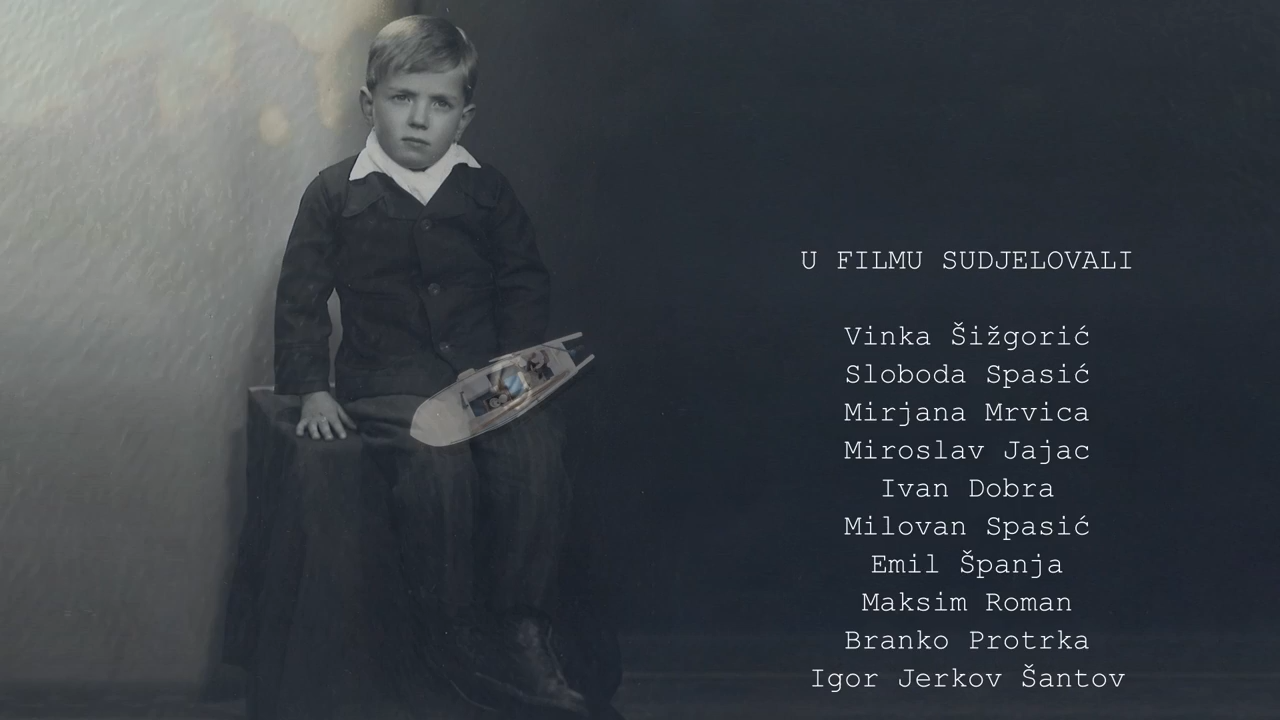 U FILMU SUDJELOVALI
Vinka Šižgorić
Sloboda Spasić
Mirjana Mrvica
Miroslav Jajac
Ivan Dobra
Milovan Spasić
Emil Španja
Maksim Roman
Branko Protrka
Igor Jerkov Šantov